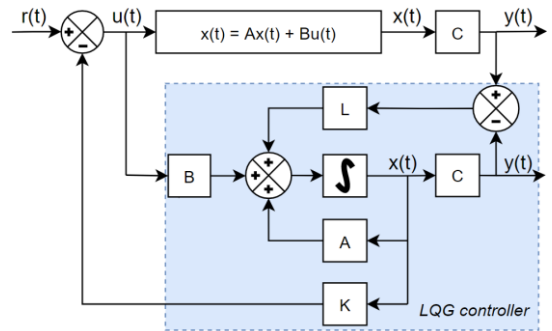 r(t)
u(t)
x(t) = Ax(t) + Bu(t)
x(t)
C
y(t)
+
-
L
+
-
B
+
+
+
∫
x(t)
C
y(t)
A
K
LQG controller